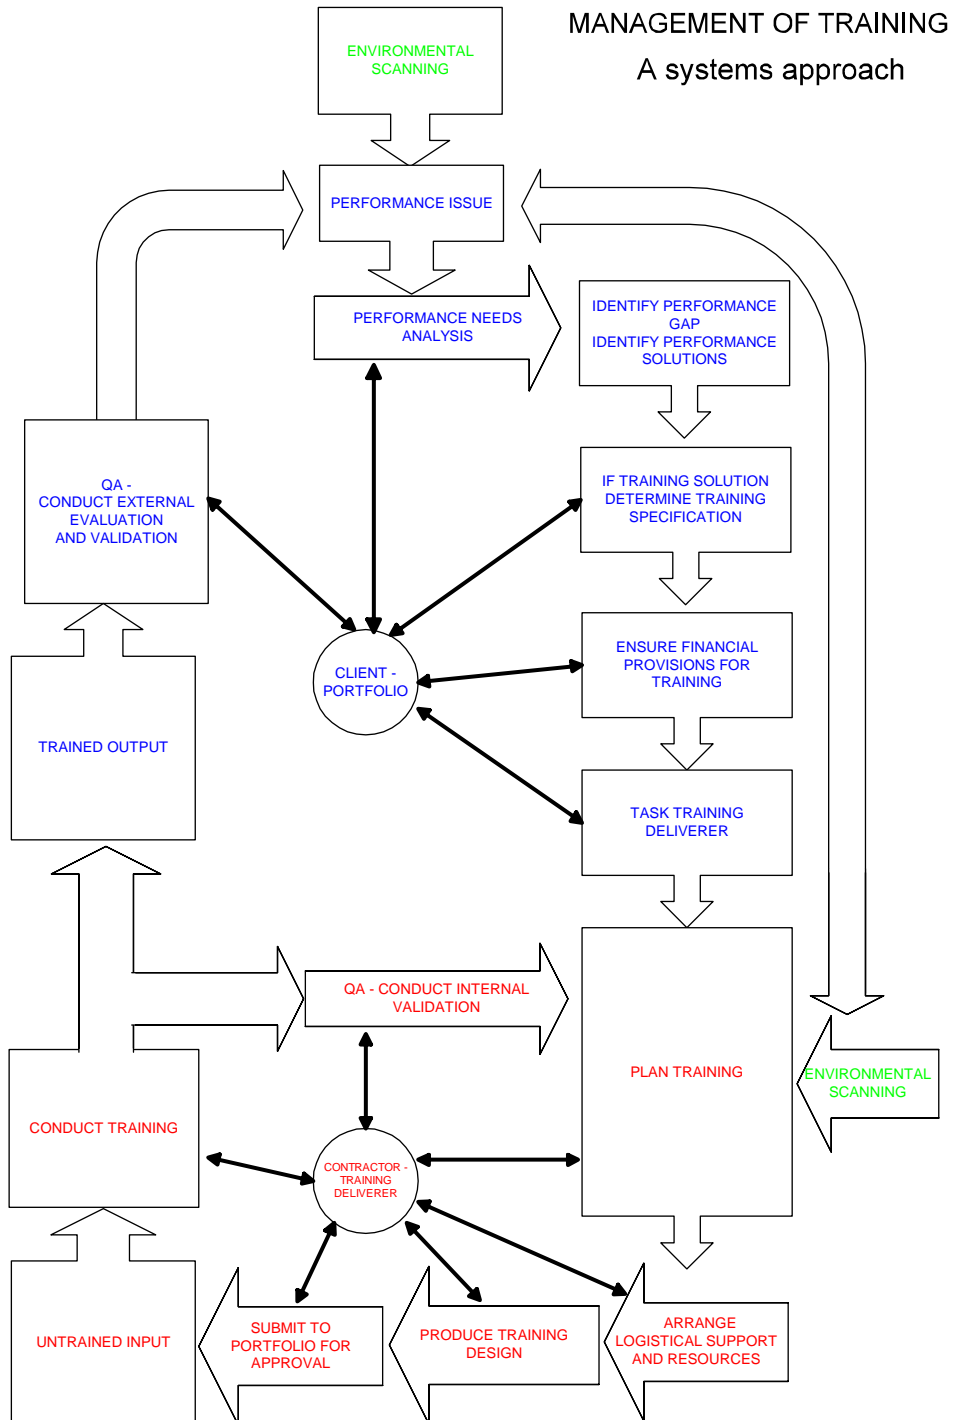 MANAGEMENT OF TRAINING
A systems approach
ENVIRONMENTAL
SCANNING
PERFORMANCE ISSUE
PERFORMANCE NEEDS
ANALYSIS
IDENTIFY PERFORMANCE
GAP
IDENTIFY PERFORMANCE
SOLUTIONS
QA -
CONDUCT EXTERNAL
EVALUATION
AND VALIDATION
IF TRAINING SOLUTION
DETERMINE TRAINING
SPECIFICATION
CLIENT -
PORTFOLIO
ENSURE FINANCIAL
PROVISIONS FOR
TRAINING
TRAINED OUTPUT
TASK TRAINING
DELIVERER
QA - CONDUCT INTERNAL
VALIDATION
PLAN TRAINING
ENVIRONMENTAL
SCANNING
CONDUCT TRAINING
CONTRACTOR -
TRAINING
DELIVERER
UNTRAINED INPUT
SUBMIT TO
PORTFOLIO FOR
APPROVAL
PRODUCE TRAINING
DESIGN
ARRANGE
LOGISTICAL SUPPORT
AND RESOURCES